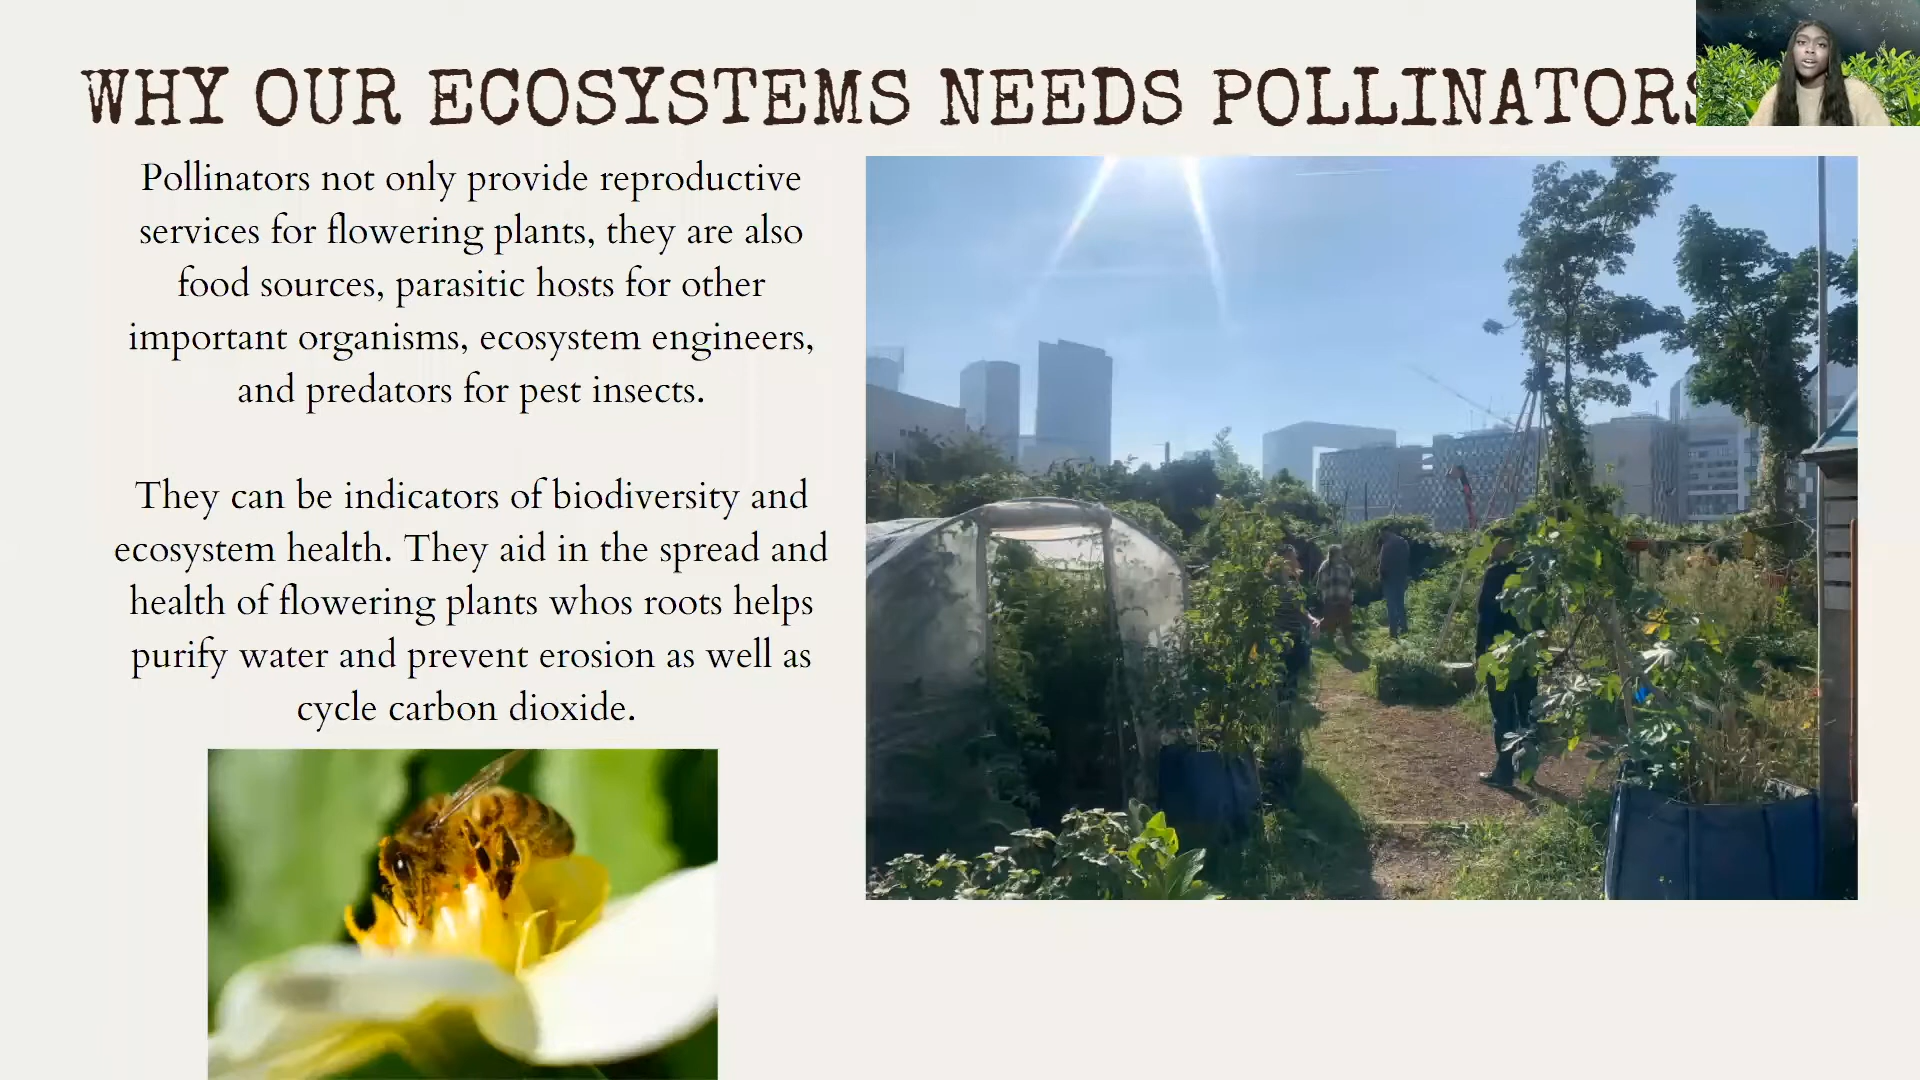 WHY OUR ECOSYSTEMS NEEDS POLLINATORS
Pollinators not only provide reproductive
services for flowering plants, they are also
food sources, parasitic hosts for other
important organisms, ecosystem engineers,
and predators for pest insects.
They can be indicators of biodiversity and
ecosystem health. They aid in the spread and
health of flowering plants whos roots helps
purify water and prevent erosion as well as
cycle carbon dioxide.